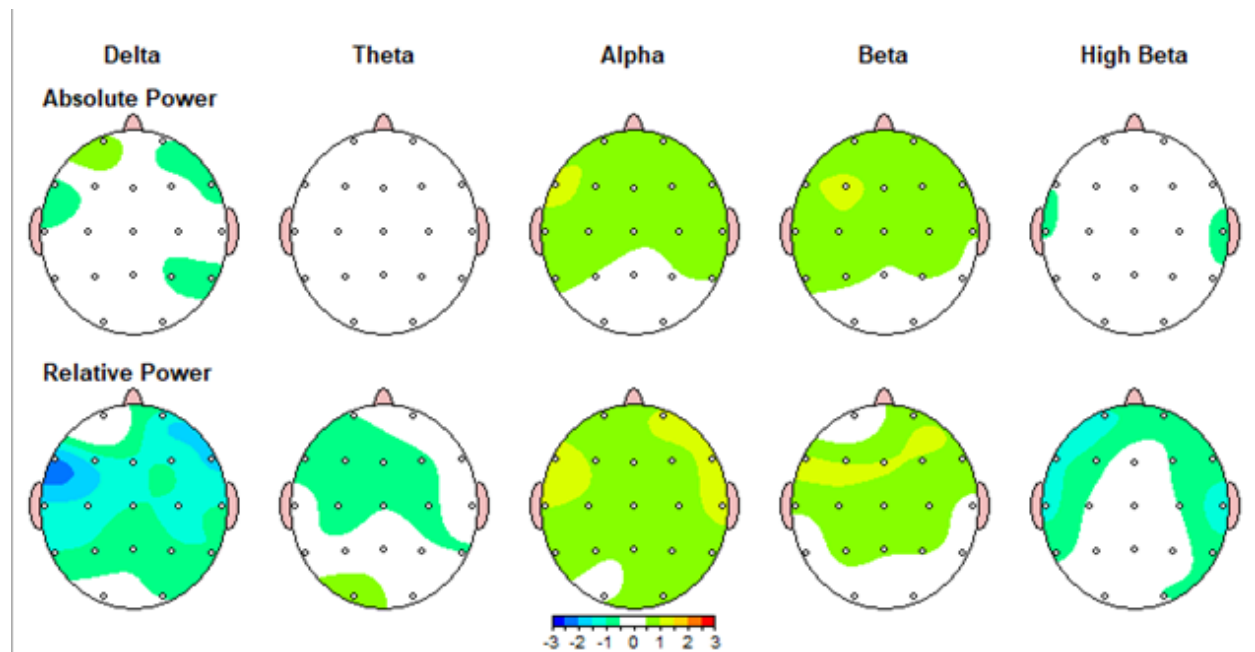 Delta Theta Alpha Beta High Beta
Absolute Power
Relative Power
-3 -2 -1 0 1 2 3